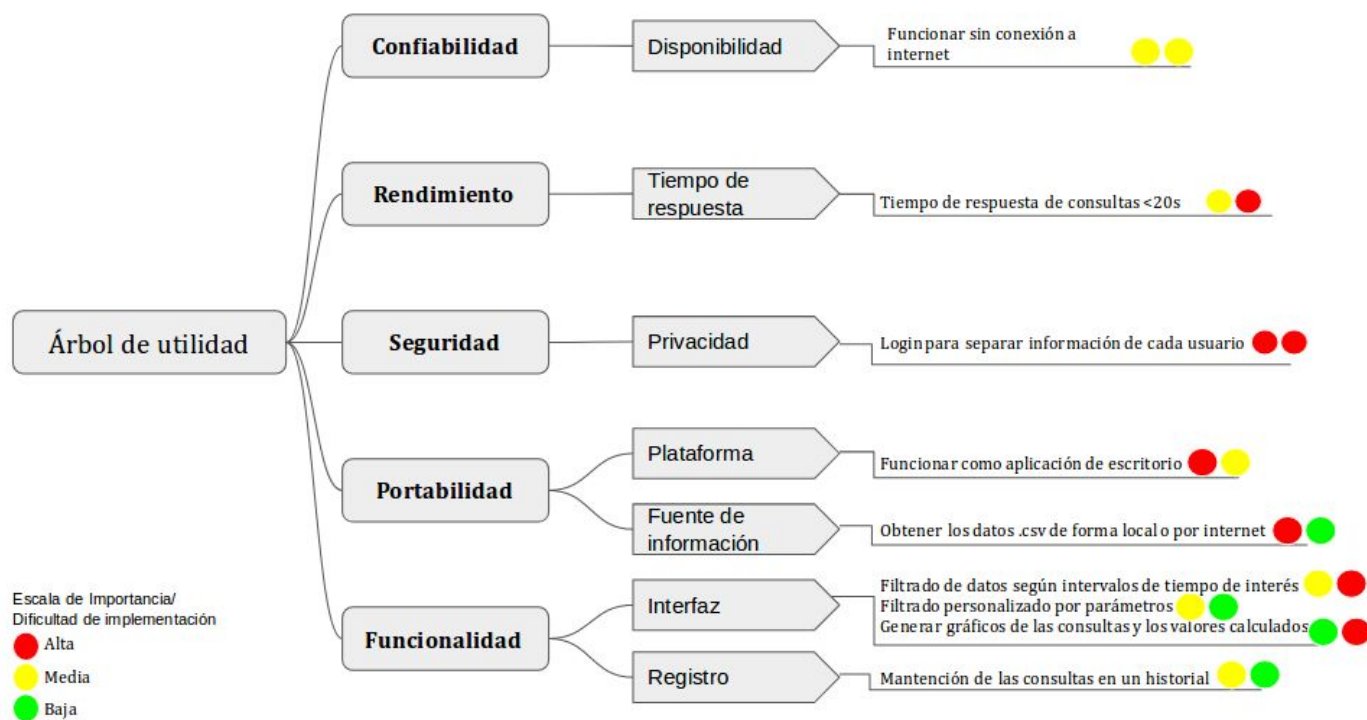 Árbol de utilidad
Confiabilidad
Disponibilidad
Funcionar sin conexión a
internet
Rendimiento
Tiempo de
respuesta
Tiempo de respuesta de consultas <20s
Seguridad
Privacidad
Login para separar información de cada usuario
Portabilidad
Plataforma
Funcionar como aplicación de escritorio
Fuente de
información
Obtener los datos .csv de forma local o por internet
Funcionalidad
Interfaz
Filtrado de datos según intervalos de tiempo de interés
Filtrado personalizado por parámetros
Generar gráficos de las consultas y los valores calculados
Registro
Mantención de las consultas en un historial
Escala de Importancia/
Dificultad de implementación
Alta
Media
Baja